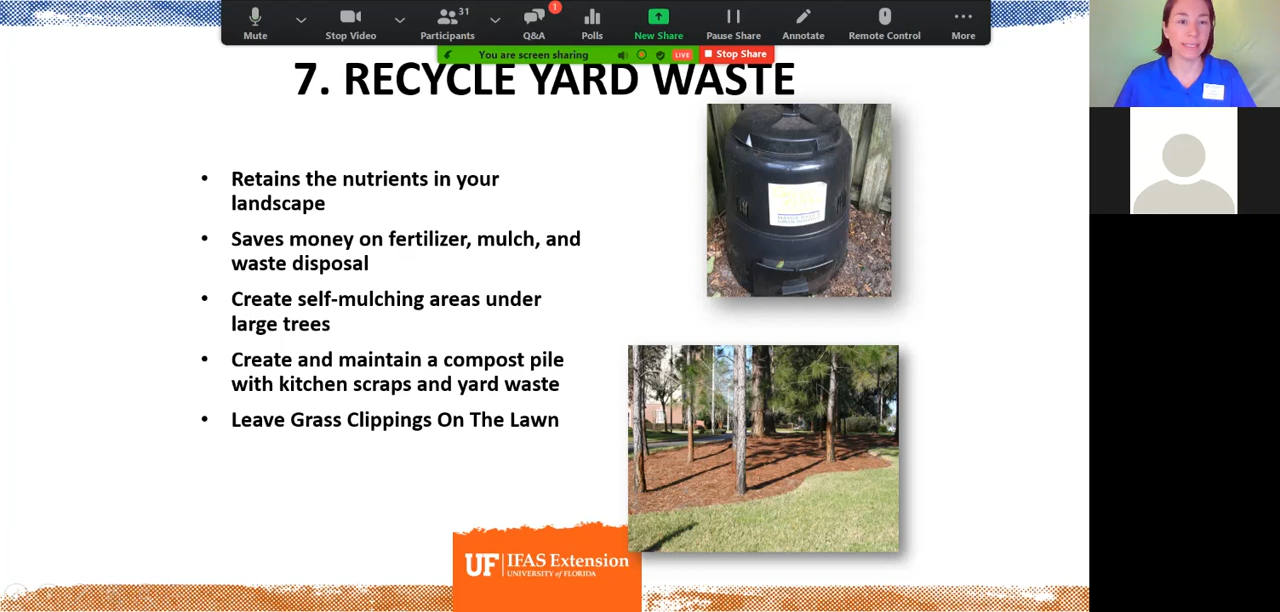 31
1
Mute
Stop Video
Participants
Q&A
Polls
New Share
Pause Share
Annotate
Remote Control
More
You are screen sharing
LIVE
Stop Share
7. RECYCLE YARD WASTE
• Retains the nutrients in your
landscape
• Saves money on fertilizer, mulch, and
waste disposal
• Create self-mulching areas under
large trees
• Create and maintain a compost pile
with kitchen scraps and yard waste
• Leave Grass Clippings On The Lawn
UF IFAS Extension
UNIVERSITY of FLORIDA